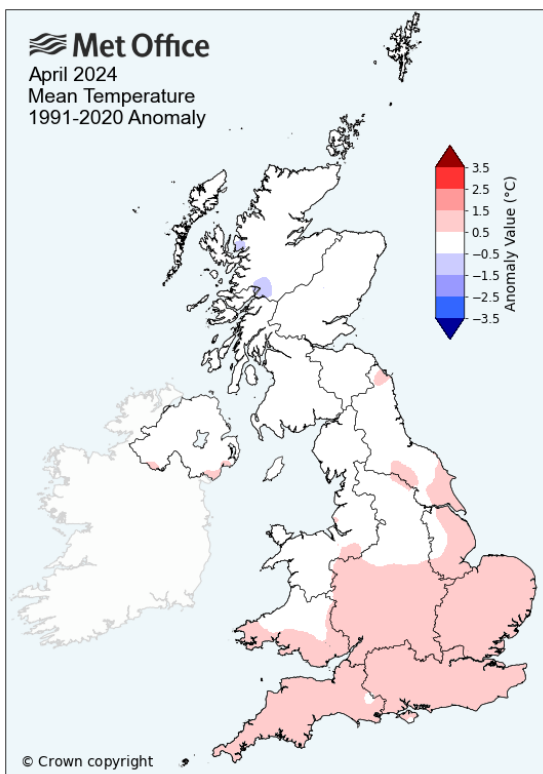 Met Office
April 2024
Mean Temperature
1991-2020 Anomaly
3.5
2.5
1.5
0.5
−0.5
−1.5
−2.5
−3.5
Anomaly Value (°C)
© Crown copyright